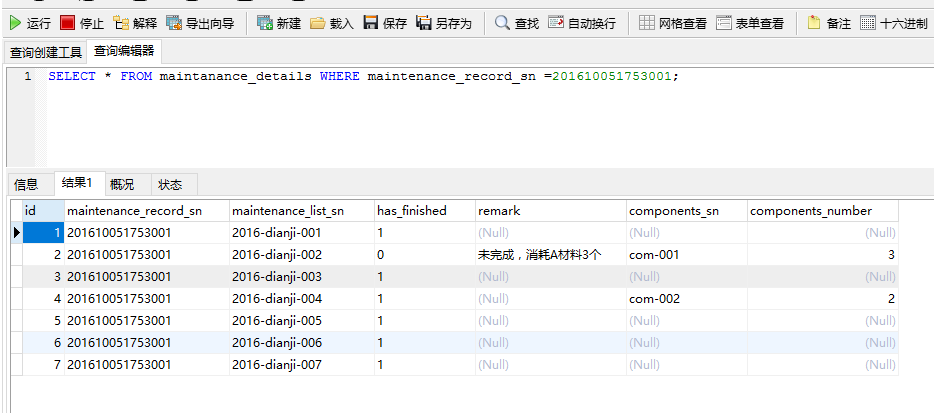 运行 停止 解释 导出向导 新建 载入 保存 另存为 查找 自动换行 网格查看 表单查看 备注 十六进制
查询创建工具 查询编辑器
1 SELECT * FROM maintanance_details WHERE maintenance_record_sn =201610051753001;
信息 结果1 概况 状态
id maintenance_record_sn maintenance_list_sn has_finished remark components_sn components_number
1 201610051753001 2016-dianji-001 1 (Null) (Null) (Null)
2 201610051753001 2016-dianji-002 0 未完成，消耗A材料3个 com-001 3
3 201610051753001 2016-dianji-003 1 (Null) (Null) (Null)
4 201610051753001 2016-dianji-004 1 (Null) com-002 2
5 201610051753001 2016-dianji-005 1 (Null) (Null) (Null)
6 201610051753001 2016-dianji-006 1 (Null) (Null) (Null)
7 201610051753001 2016-dianji-007 1 (Null) (Null) (Null)